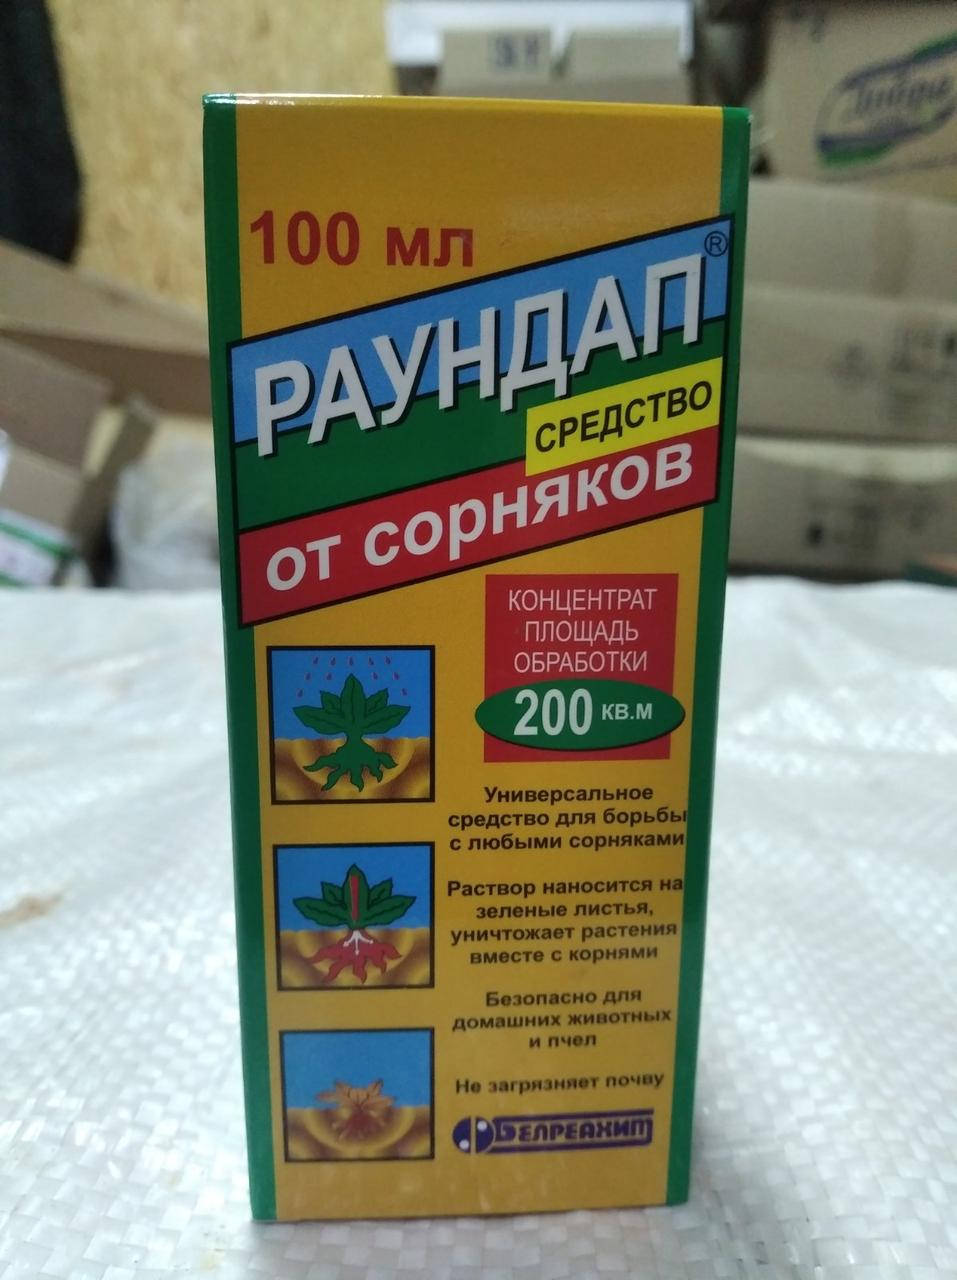 100 мл
РАУНДАП®
СРЕДСТВО
от сорняков
КОНЦЕНТРАТ
ПЛОЩАДЬ
ОБРАБОТКИ
200 КВ.М
Универсальное
средство для борьбы
с любыми сорняками
Раствор наносится на
зеленые листья,
уничтожает растения
вместе с корнями
Безопасно для
домашних животных
и пчел
Не загрязняет почву
БЕЛРЕАХИМ